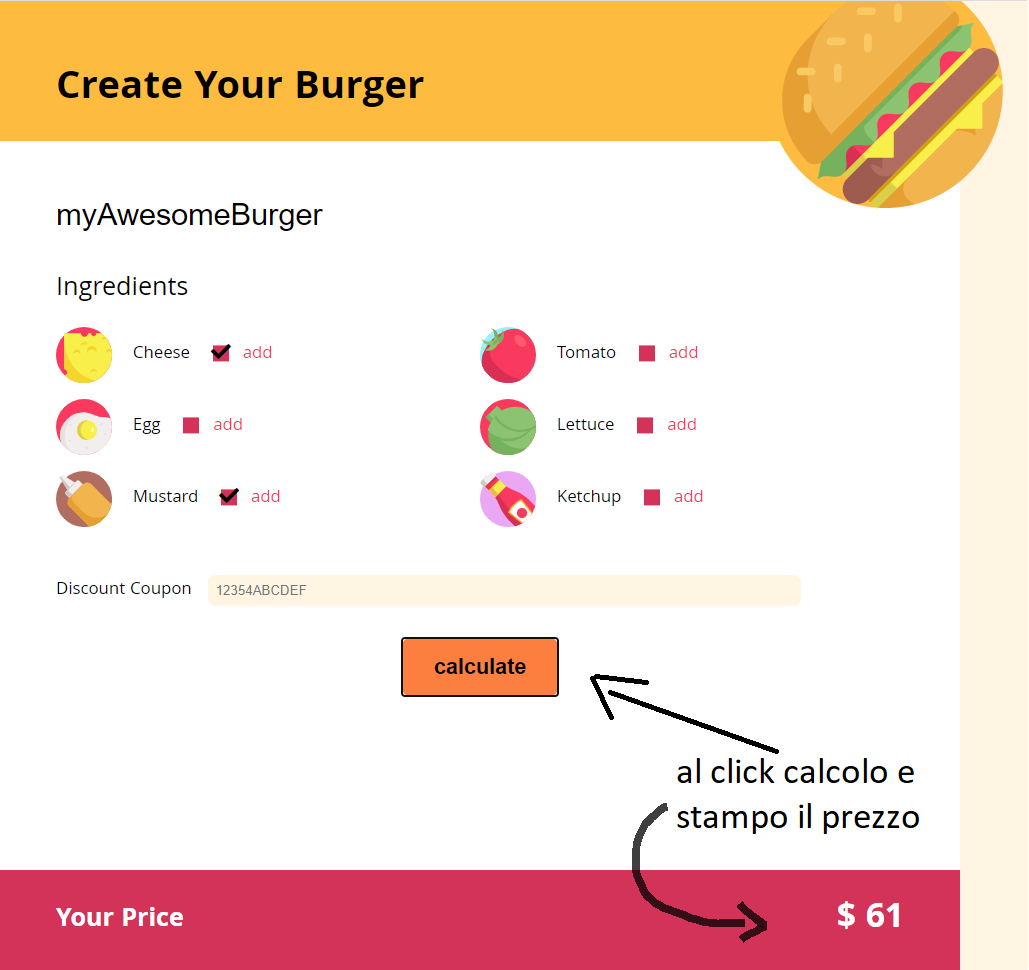 Create Your Burger
myAwesomeBurger
Ingredients
Cheese add
Tomato add
Egg add
Lettuce add
Mustard add
Ketchup add
Discount Coupon 12354ABCDEF
calculate
al click calcolo e
stampo il prezzo
Your Price $ 61